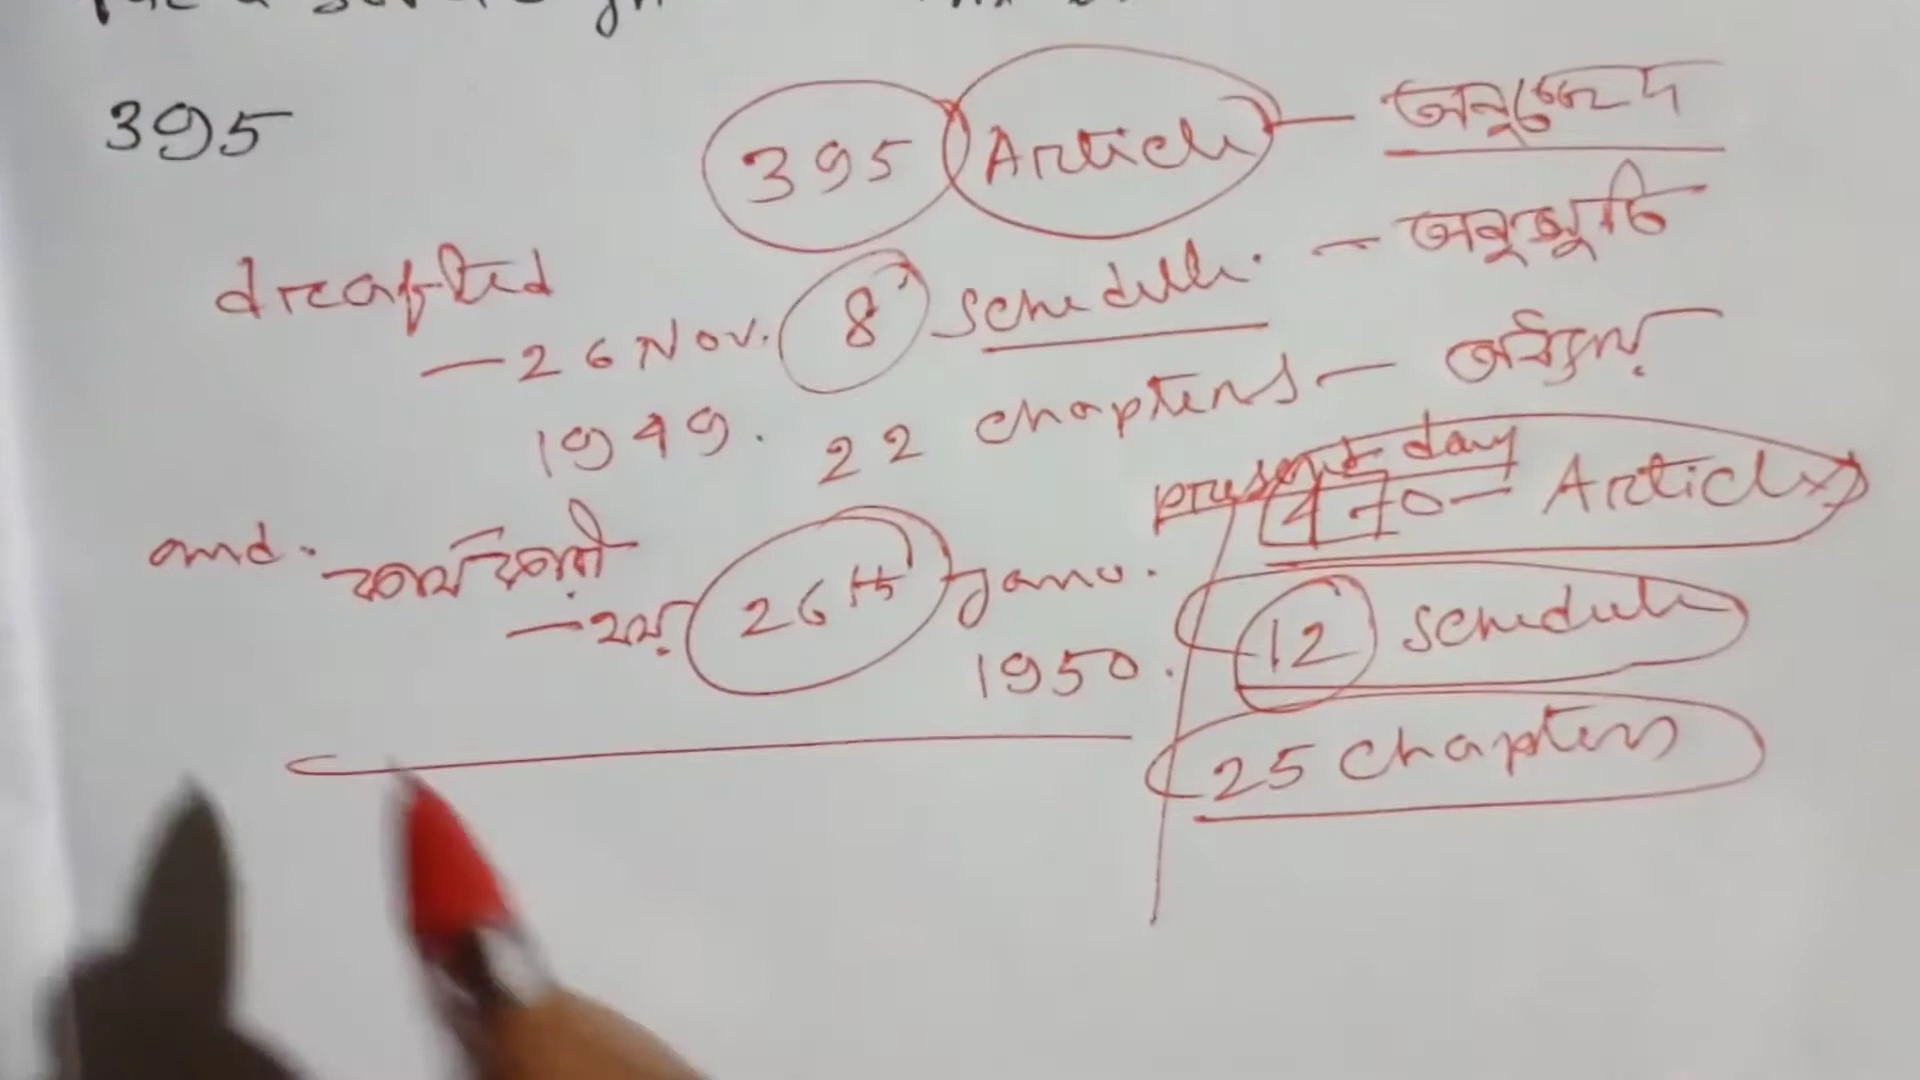 395
395 Article — অনুচ্ছেদ
drcafted
— 26 Nov.
1949.
8 schedule. — অনুসূচি
22 chapters — অধ্যায়
present day
470 — Articles
and. কার্যকরী
— হয় 26th janu.
1950.
12 schedule
25 chapters